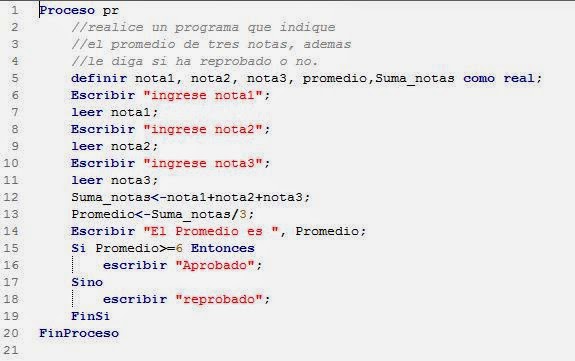 1 Proceso pr
2 //realice un programa que indique
3 //el promedio de tres notas, ademas
4 //le diga si ha reprobado o no.
5 definir nota1, nota2, nota3, promedio,Suma_notas como real;
6 Escribir "ingrese nota1";
7 leer nota1;
8 Escribir "ingrese nota2";
9 leer nota2;
10 Escribir "ingrese nota3";
11 leer nota3;
12 Suma_notas<-nota1+nota2+nota3;
13 Promedio<-Suma_notas/3;
14 Escribir "El Promedio es ", Promedio;
15 Si Promedio>=6 Entonces
16 escribir "Aprobado";
17 Sino
18 escribir "reprobado";
19 FinSi
20 FinProceso
21